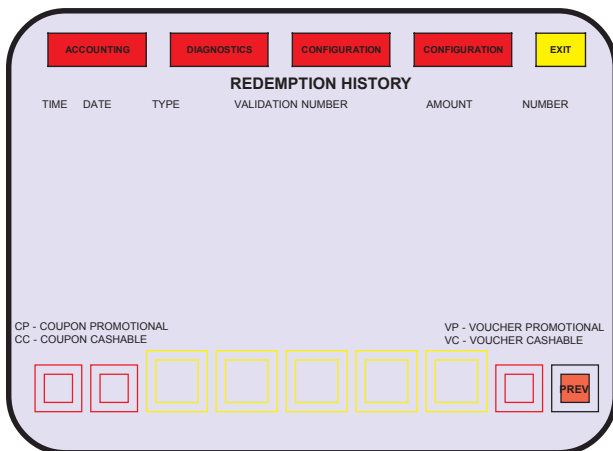 ACCOUNTING DIAGNOSTICS CONFIGURATION CONFIGURATION EXIT
REDEMPTION HISTORY
TIME DATE TYPE VALIDATION NUMBER AMOUNT NUMBER
CP - COUPON PROMOTIONAL VP - VOUCHER PROMOTIONAL
CC - COUPON CASHABLE VC - VOUCHER CASHABLE
PREV